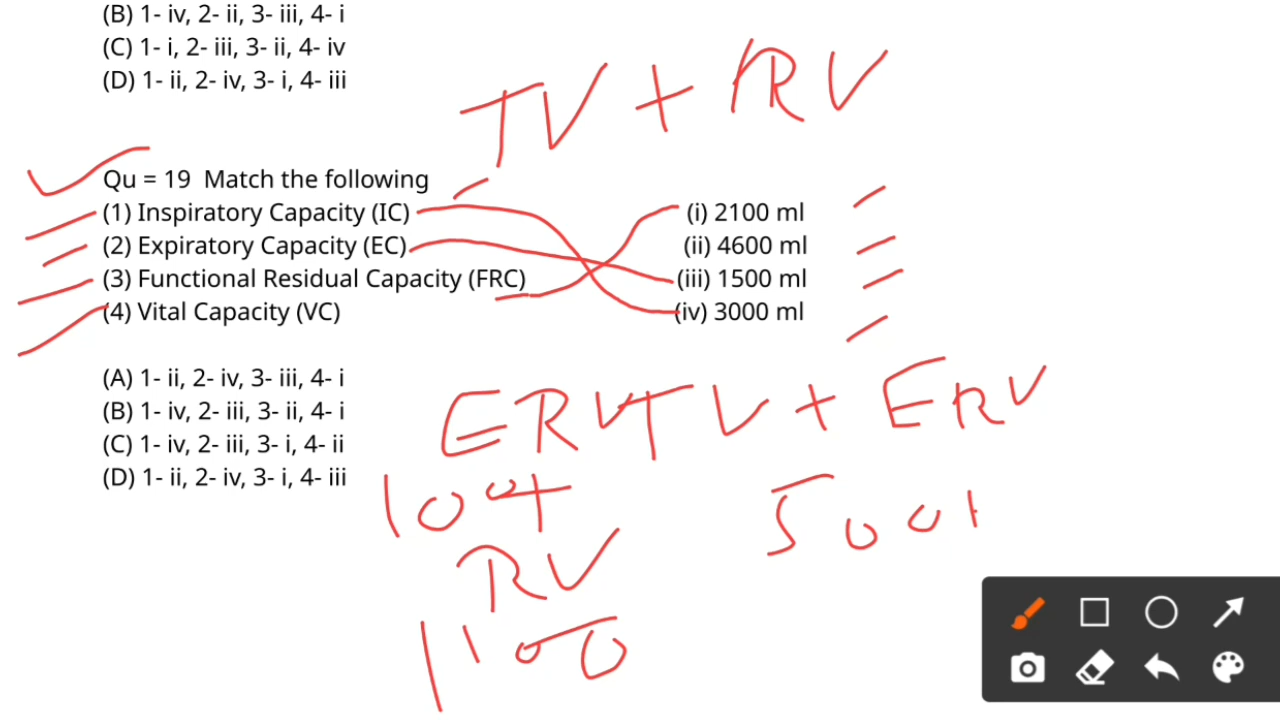 (B) 1- iv, 2- ii, 3- iii, 4- i
(C) 1- i, 2- iii, 3- ii, 4- iv
(D) 1- ii, 2- iv, 3- i, 4- iii
TV + IRV
Qu = 19 Match the following
(1) Inspiratory Capacity (IC) (i) 2100 ml
(2) Expiratory Capacity (EC) (ii) 4600 ml
(3) Functional Residual Capacity (FRC) (iii) 1500 ml
(4) Vital Capacity (VC) (iv) 3000 ml
(A) 1- ii, 2- iv, 3- iii, 4- i
(B) 1- iv, 2- iii, 3- ii, 4- i
(C) 1- iv, 2- iii, 3- i, 4- ii
(D) 1- ii, 2- iv, 3- i, 4- iii
ERV TV + ERV
500
RV
1100